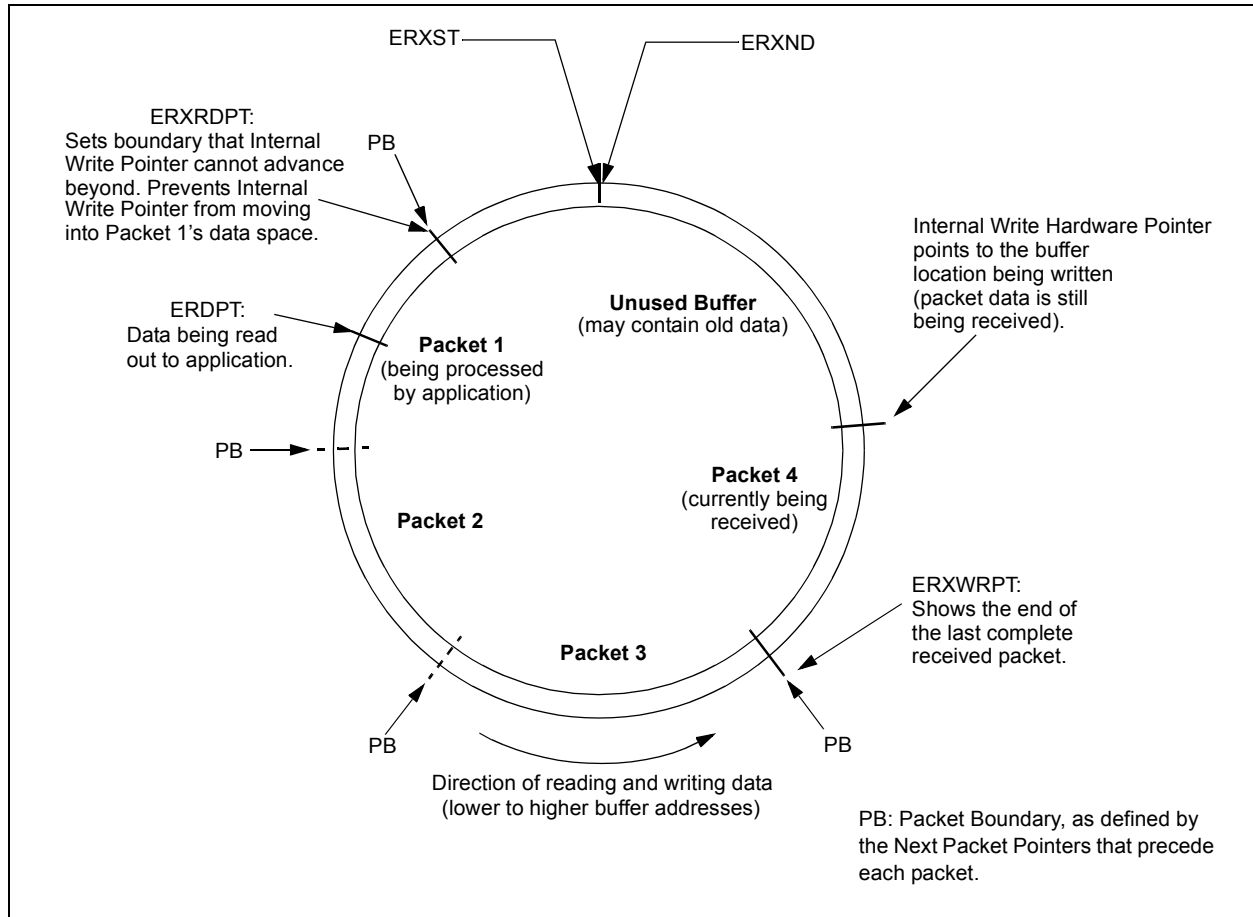 ERXST
ERXND
ERXRDPT:
Sets boundary that Internal
Write Pointer cannot advance
beyond. Prevents Internal
Write Pointer from moving
into Packet 1’s data space.
PB
Internal Write Hardware Pointer
points to the buffer
location being written
(packet data is still
being received).
Unused Buffer
(may contain old data)
ERDPT:
Data being read
out to application.
Packet 1
(being processed
by application)
PB
Packet 4
(currently being
received)
Packet 2
ERXWRPT:
Shows the end of
the last complete
received packet.
Packet 3
PB
PB
Direction of reading and writing data
(lower to higher buffer addresses)
PB: Packet Boundary, as defined by
the Next Packet Pointers that precede
each packet.